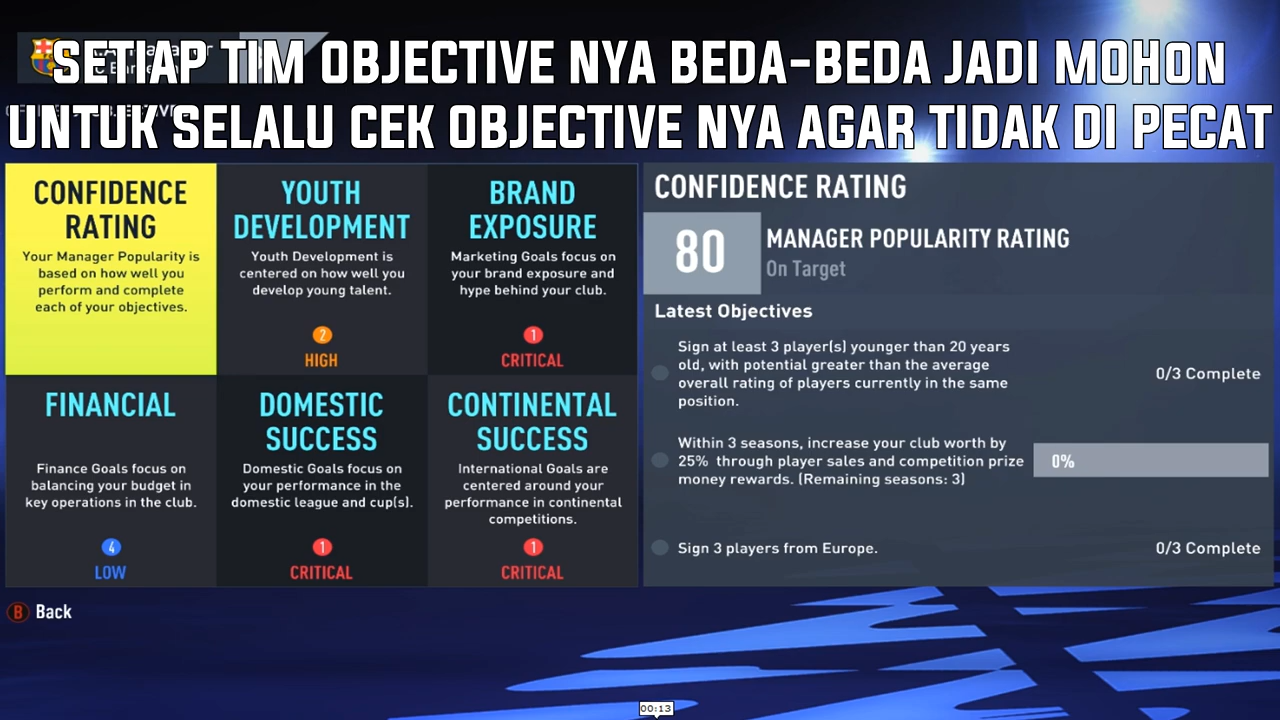 SETIAP TIM OBJECTIVE NYA BEDA-BEDA JADI MOHON
UNTUK SELALU CEK OBJECTIVE NYA AGAR TIDAK DI PECAT
CONFIDENCE
RATING
Your Manager Popularity is
based on how well you
perform and complete
each of your objectives.
YOUTH
DEVELOPMENT
Youth Development is
centered on how well you
develop young talent.
2
HIGH
BRAND
EXPOSURE
Marketing Goals focus on
your brand exposure and
hype behind your club.
1
CRITICAL
FINANCIAL
Finance Goals focus on
balancing your budget in
key operations in the club.
4
LOW
DOMESTIC
SUCCESS
Domestic Goals focus on
your performance in the
domestic league and cup(s).
1
CRITICAL
CONTINENTAL
SUCCESS
International Goals are
centered around your
performance in continental
competitions.
1
CRITICAL
CONFIDENCE RATING
80
MANAGER POPULARITY RATING
On Target
Latest Objectives
Sign at least 3 player(s) younger than 20 years
old, with potential greater than the average
overall rating of players currently in the same
position.
0/3 Complete
Within 3 seasons, increase your club worth by
25% through player sales and competition prize
money rewards. (Remaining seasons: 3)
0%
Sign 3 players from Europe.
0/3 Complete
B Back
00:13